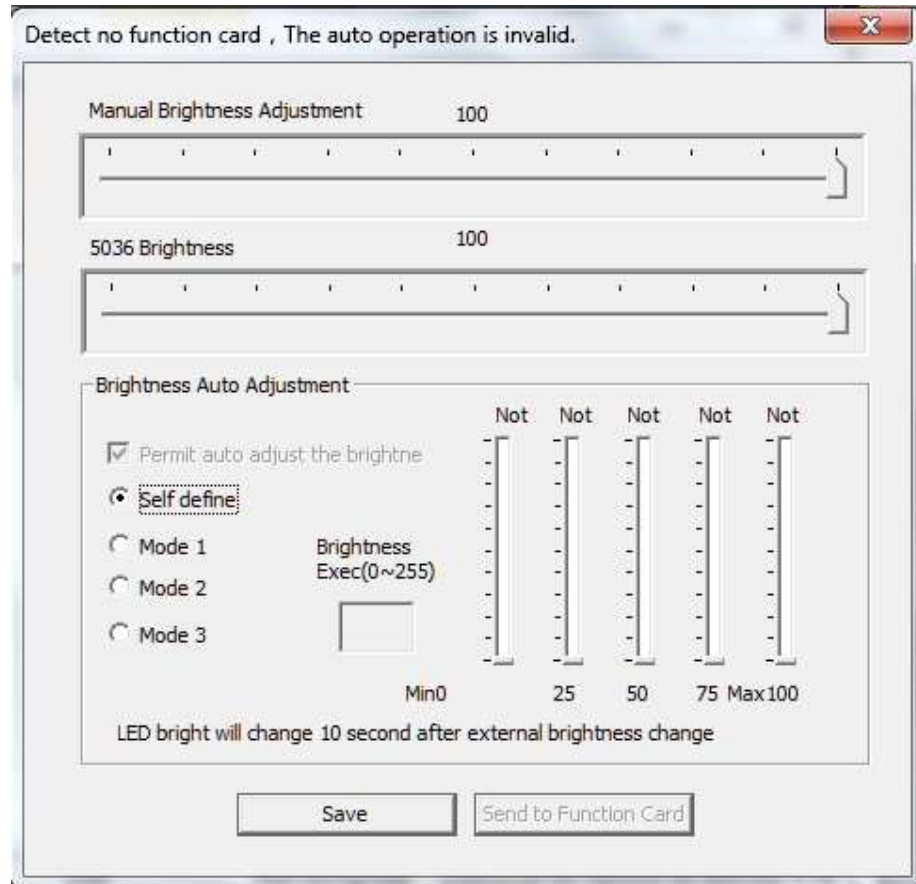 Detect no function card , The auto operation is invalid.
Manual Brightness Adjustment 100
5036 Brightness 100
Brightness Auto Adjustment
Not Not Not Not Not
Permit auto adjust the brightne
Self define
Mode 1
Brightness
Exec(0~255)
Mode 2
Mode 3
Min0 25 50 75 Max100
LED bright will change 10 second after external brightness change
Save Send to Function Card